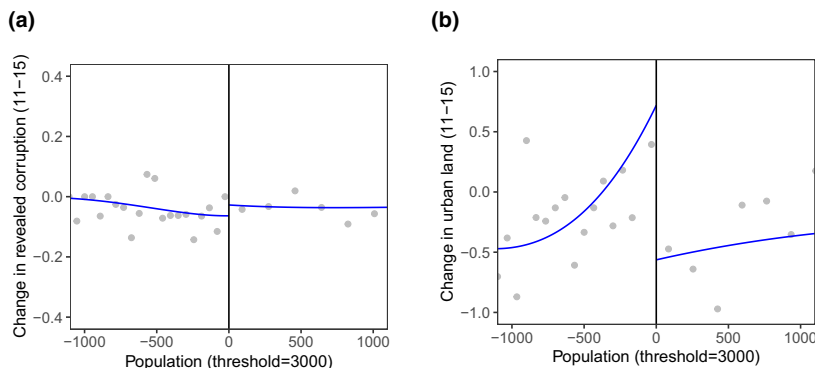 (a)
Change in revealed corruption (11−15)
0.4
0.2
0.0
−0.2
−0.4
−1000 −500 0 500 1000
Population (threshold=3000)
(b)
Change in urban land (11−15)
1.0
0.5
0.0
−0.5
−1.0
−1000 −500 0 500 1000
Population (threshold=3000)